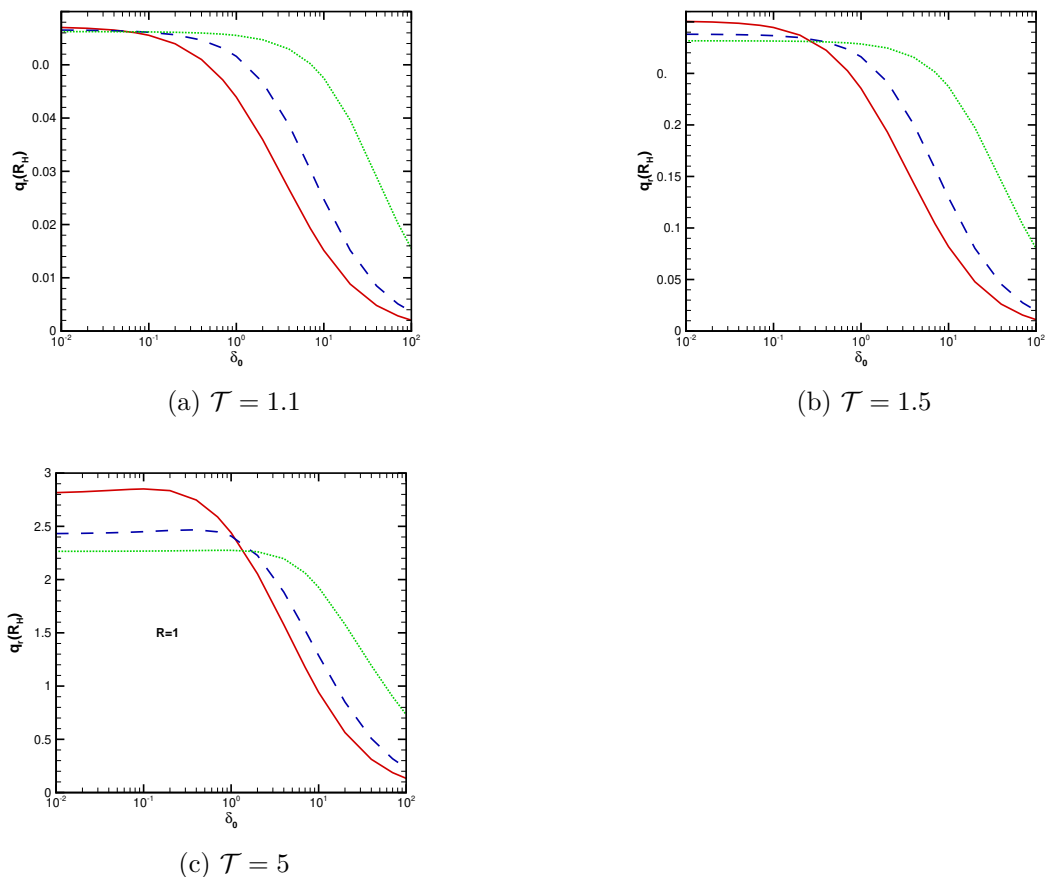 0.0
0.04
0.03
0.02
0.01
0
q_r(R_H)
10^-2 10^-1 10^0 10^1 10^2
δ_0
(a) 𝒯 = 1.1
0.
0.2
0.15
0.1
0.05
0
q_r(R_H)
10^-2 10^-1 10^0 10^1 10^2
δ_0
(b) 𝒯 = 1.5
3
2.5
2
1.5
1
0.5
0
q_r(R_H)
R=1
10^-2 10^-1 10^0 10^1 10^2
δ_0
(c) 𝒯 = 5